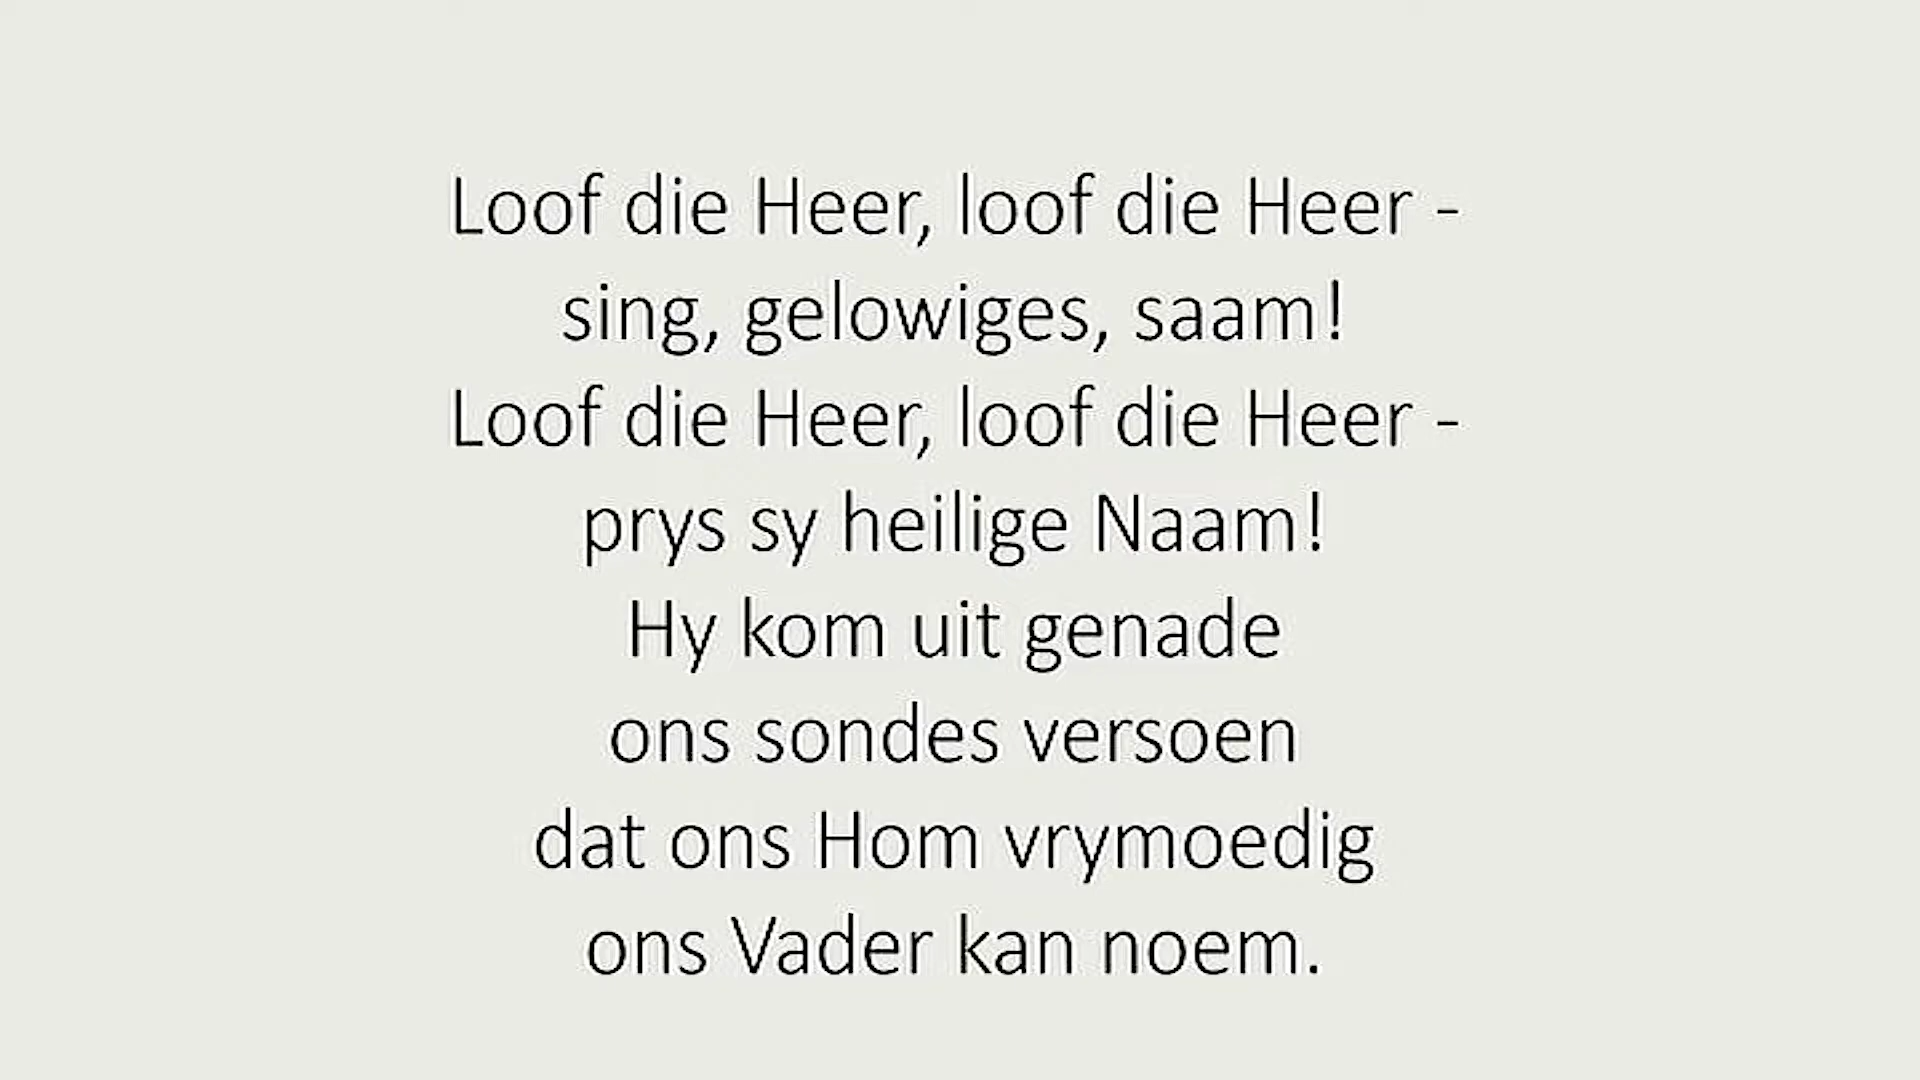 Loof die Heer, loof die Heer -
sing, gelowiges, saam!
Loof die Heer, loof die Heer -
prys sy heilige Naam!
Hy kom uit genade
ons sondes versoen
dat ons Hom vrymoedig
ons Vader kan noem.